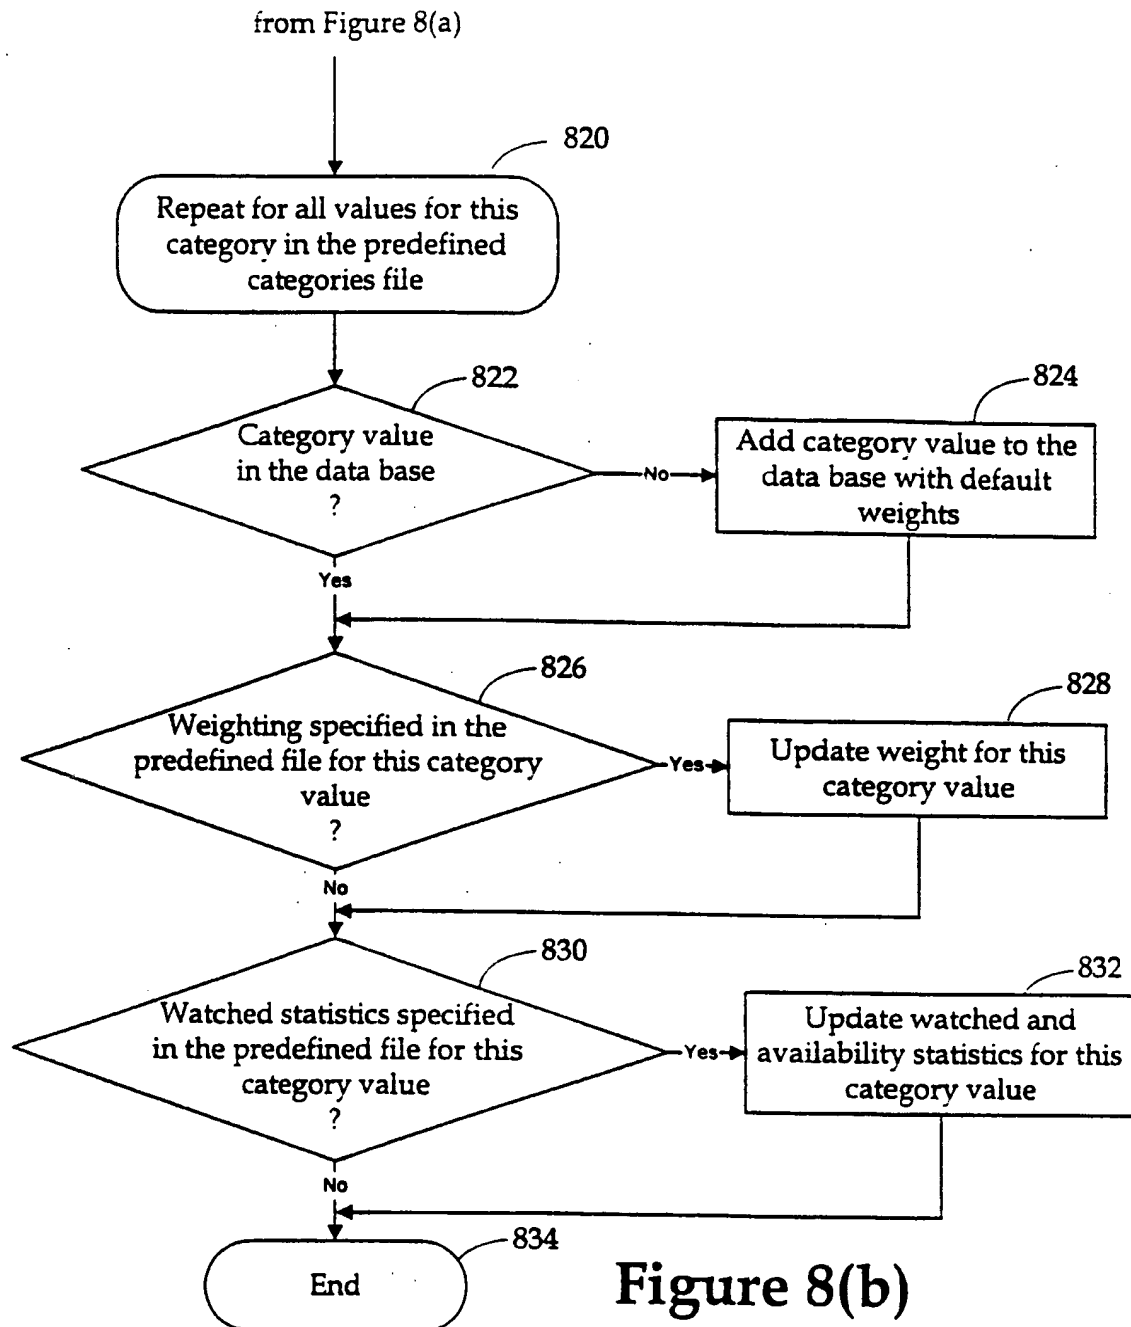 from Figure 8(a)
820
Repeat for all values for this
category in the predefined
categories file
822
Category value
in the data base
?
No
824
Add category value to the
data base with default
weights
Yes
826
Weighting specified in the
predefined file for this category
value
?
Yes
828
Update weight for this
category value
No
830
Watched statistics specified
in the predefined file for this
category value
?
Yes
832
Update watched and
availability statistics for this
category value
No
834
End
Figure 8(b)